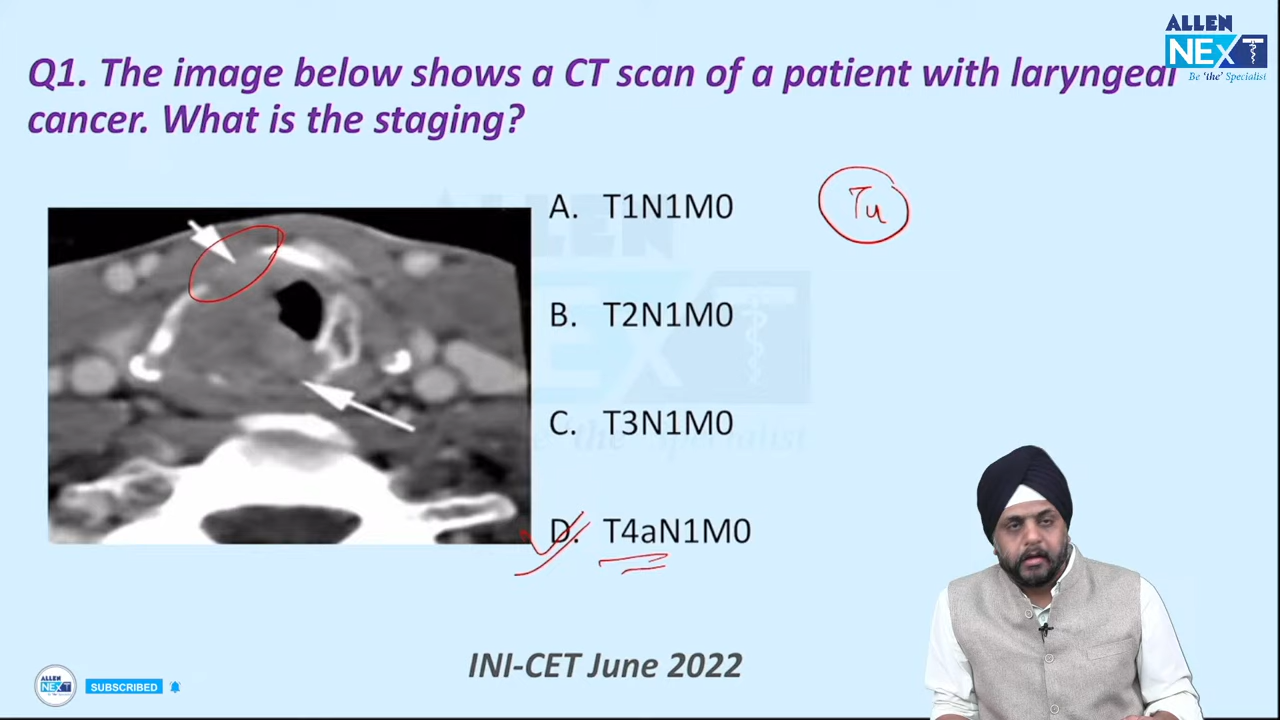 ALLEN
NEXT
Be 'the' Specialist
Q1. The image below shows a CT scan of a patient with laryngeal
cancer. What is the staging?
A. T1N1M0
T4
B. T2N1M0
C. T3N1M0
D. T4aN1M0
INI-CET June 2022
ALLEN
NEXT
SUBSCRIBED